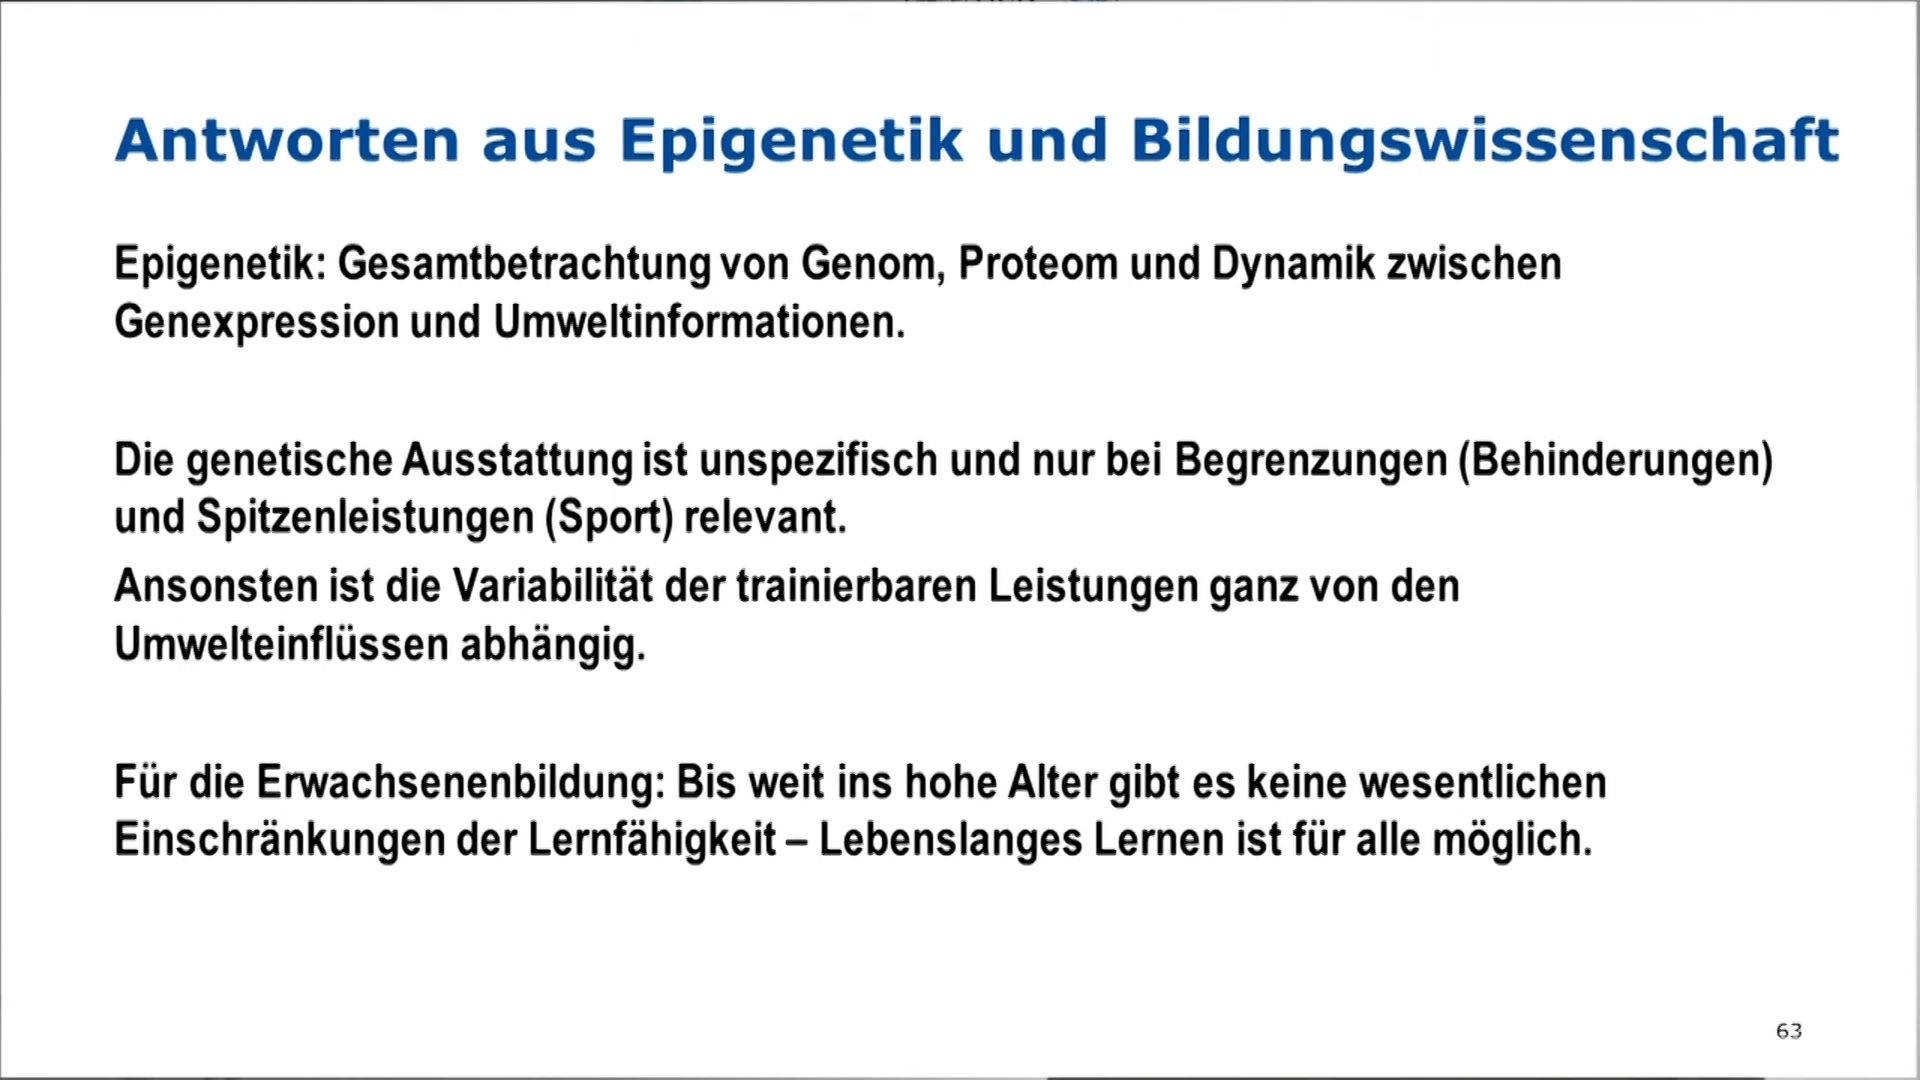 Antworten aus Epigenetik und Bildungswissenschaft
Epigenetik: Gesamtbetrachtung von Genom, Proteom und Dynamik zwischen
Genexpression und Umweltinformationen.
Die genetische Ausstattung ist unspezifisch und nur bei Begrenzungen (Behinderungen)
und Spitzenleistungen (Sport) relevant.
Ansonsten ist die Variabilität der trainierbaren Leistungen ganz von den
Umwelteinflüssen abhängig.
Für die Erwachsenenbildung: Bis weit ins hohe Alter gibt es keine wesentlichen
Einschränkungen der Lernfähigkeit – Lebenslanges Lernen ist für alle möglich.
63